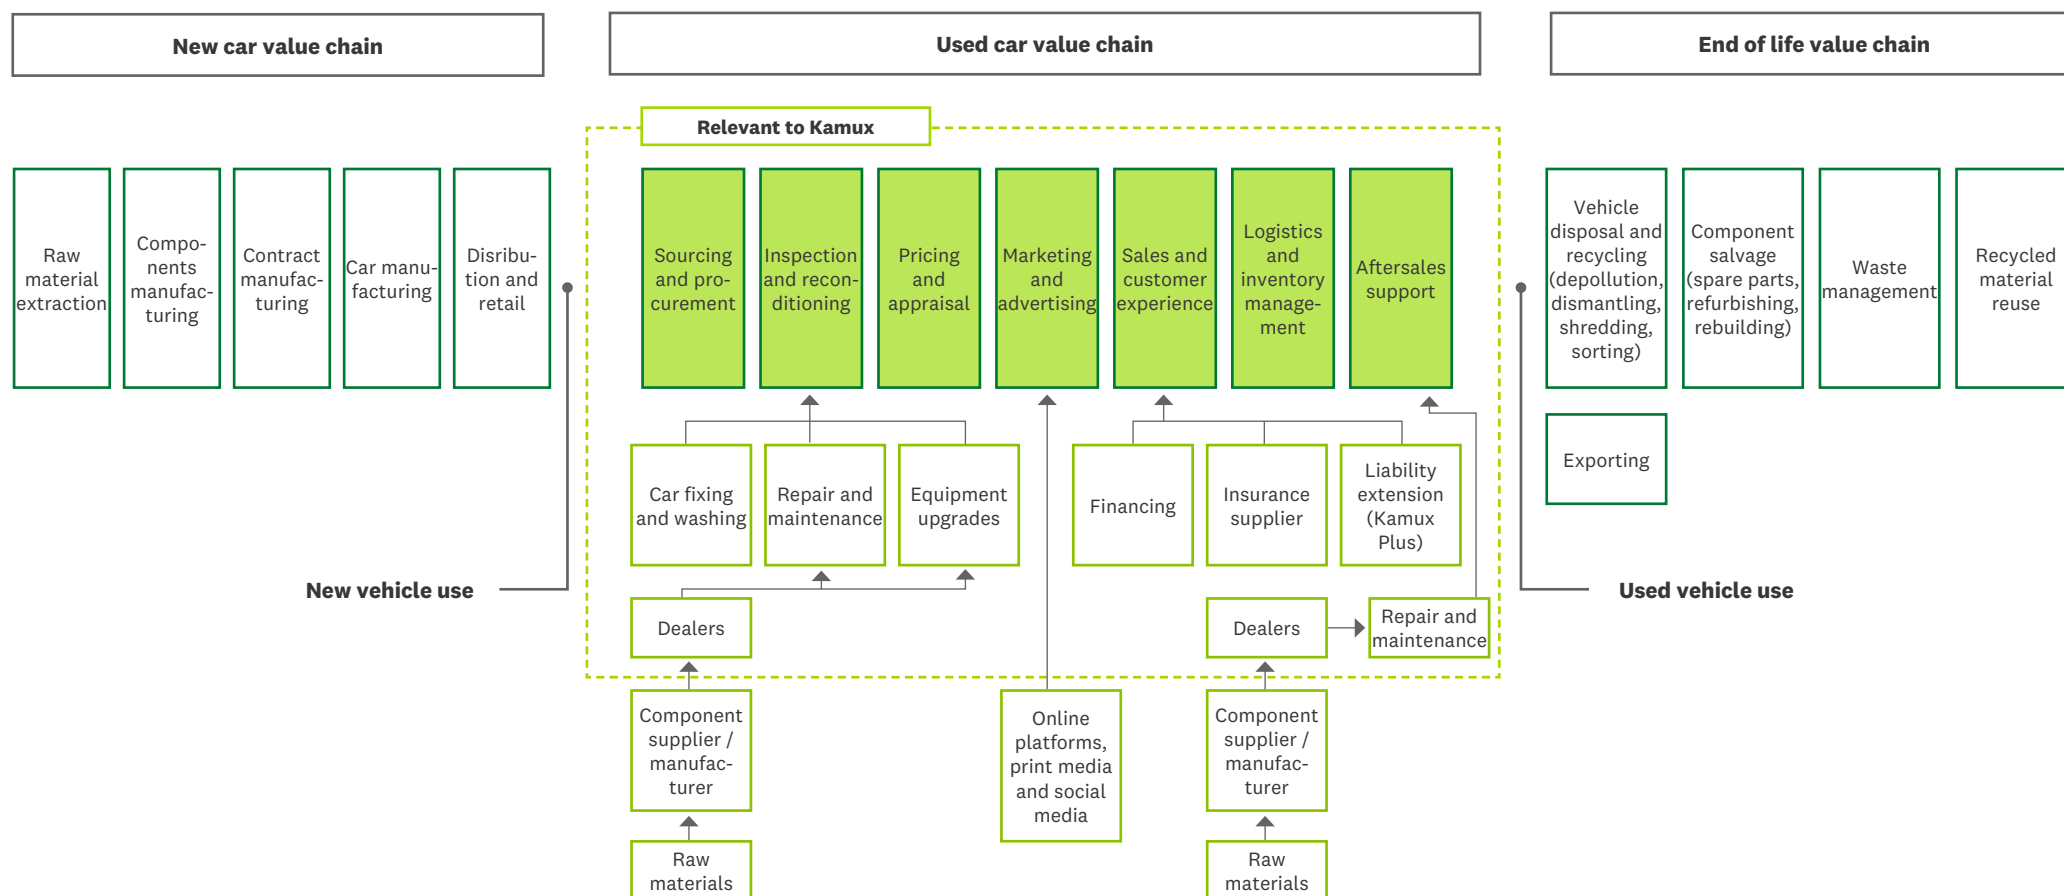 New car value chain
Used car value chain
End of life value chain
Relevant to Kamux
Raw
material
extraction
Compo-
nents
manufac-
turing
Contract
manufac-
turing
Car manu-
facturing
Disribu-
tion and
retail
Sourcing
and pro-
curement
Inspection
and recon-
ditioning
Pricing
and
appraisal
Marketing
and
advertising
Sales and
customer
experience
Logistics
and
inventory
manage-
ment
Aftersales
support
Vehicle
disposal and
recycling
(depollution,
dismantling,
shredding,
sorting)
Component
salvage
(spare parts,
refurbishing,
rebuilding)
Waste
management
Recycled
material
reuse
Exporting
Car fixing
and washing
Repair and
maintenance
Equipment
upgrades
Financing
Insurance
supplier
Liability
extension
(Kamux
Plus)
New vehicle use
Used vehicle use
Dealers
Dealers
Repair and
maintenance
Component
supplier /
manufac-
turer
Online
platforms,
print media
and social
media
Component
supplier /
manufac-
turer
Raw
materials
Raw
materials